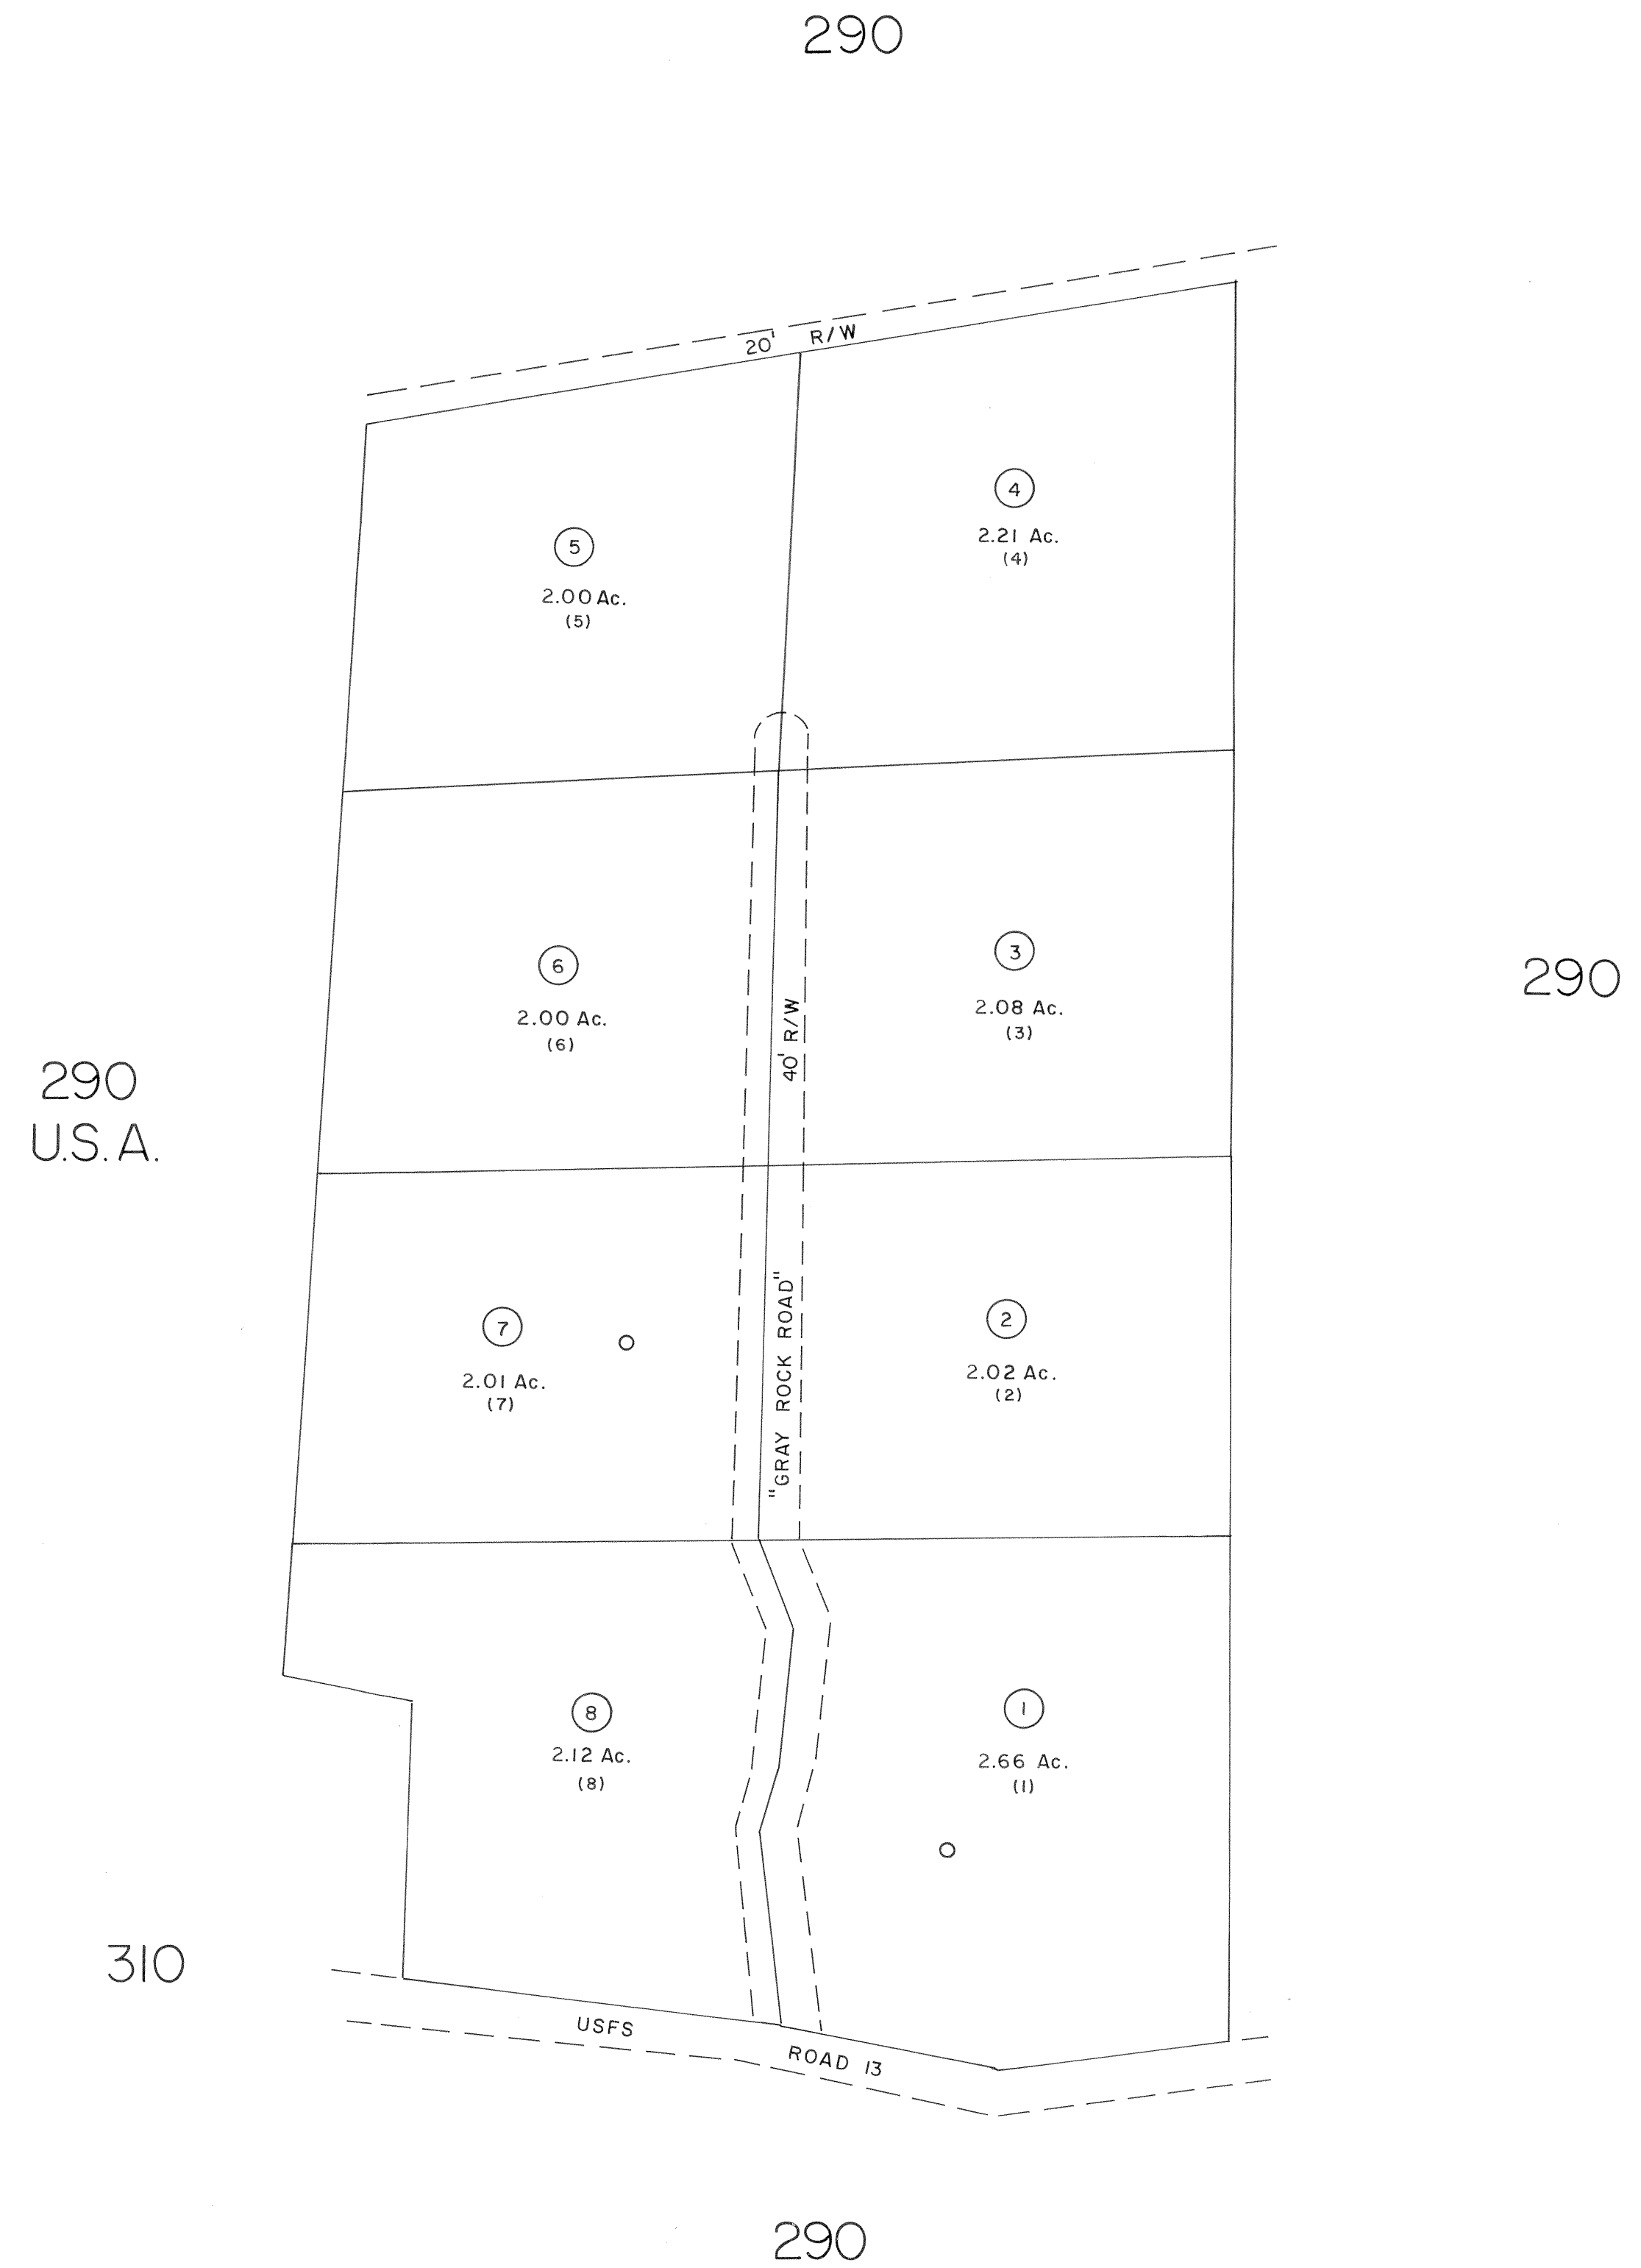 290
20' R/W
4
2.21 Ac.
(4)
5
2.00 Ac.
(5)
3
2.08 Ac.
(3)
6
2.00 Ac.
(6)
40' R/W
290
290
U.S.A.
2
2.02 Ac.
(2)
7
2.01 Ac.
(7)
"GRAY ROCK ROAD"
1
2.66 Ac.
(1)
8
2.12 Ac.
(8)
310
USFS ROAD 13
290